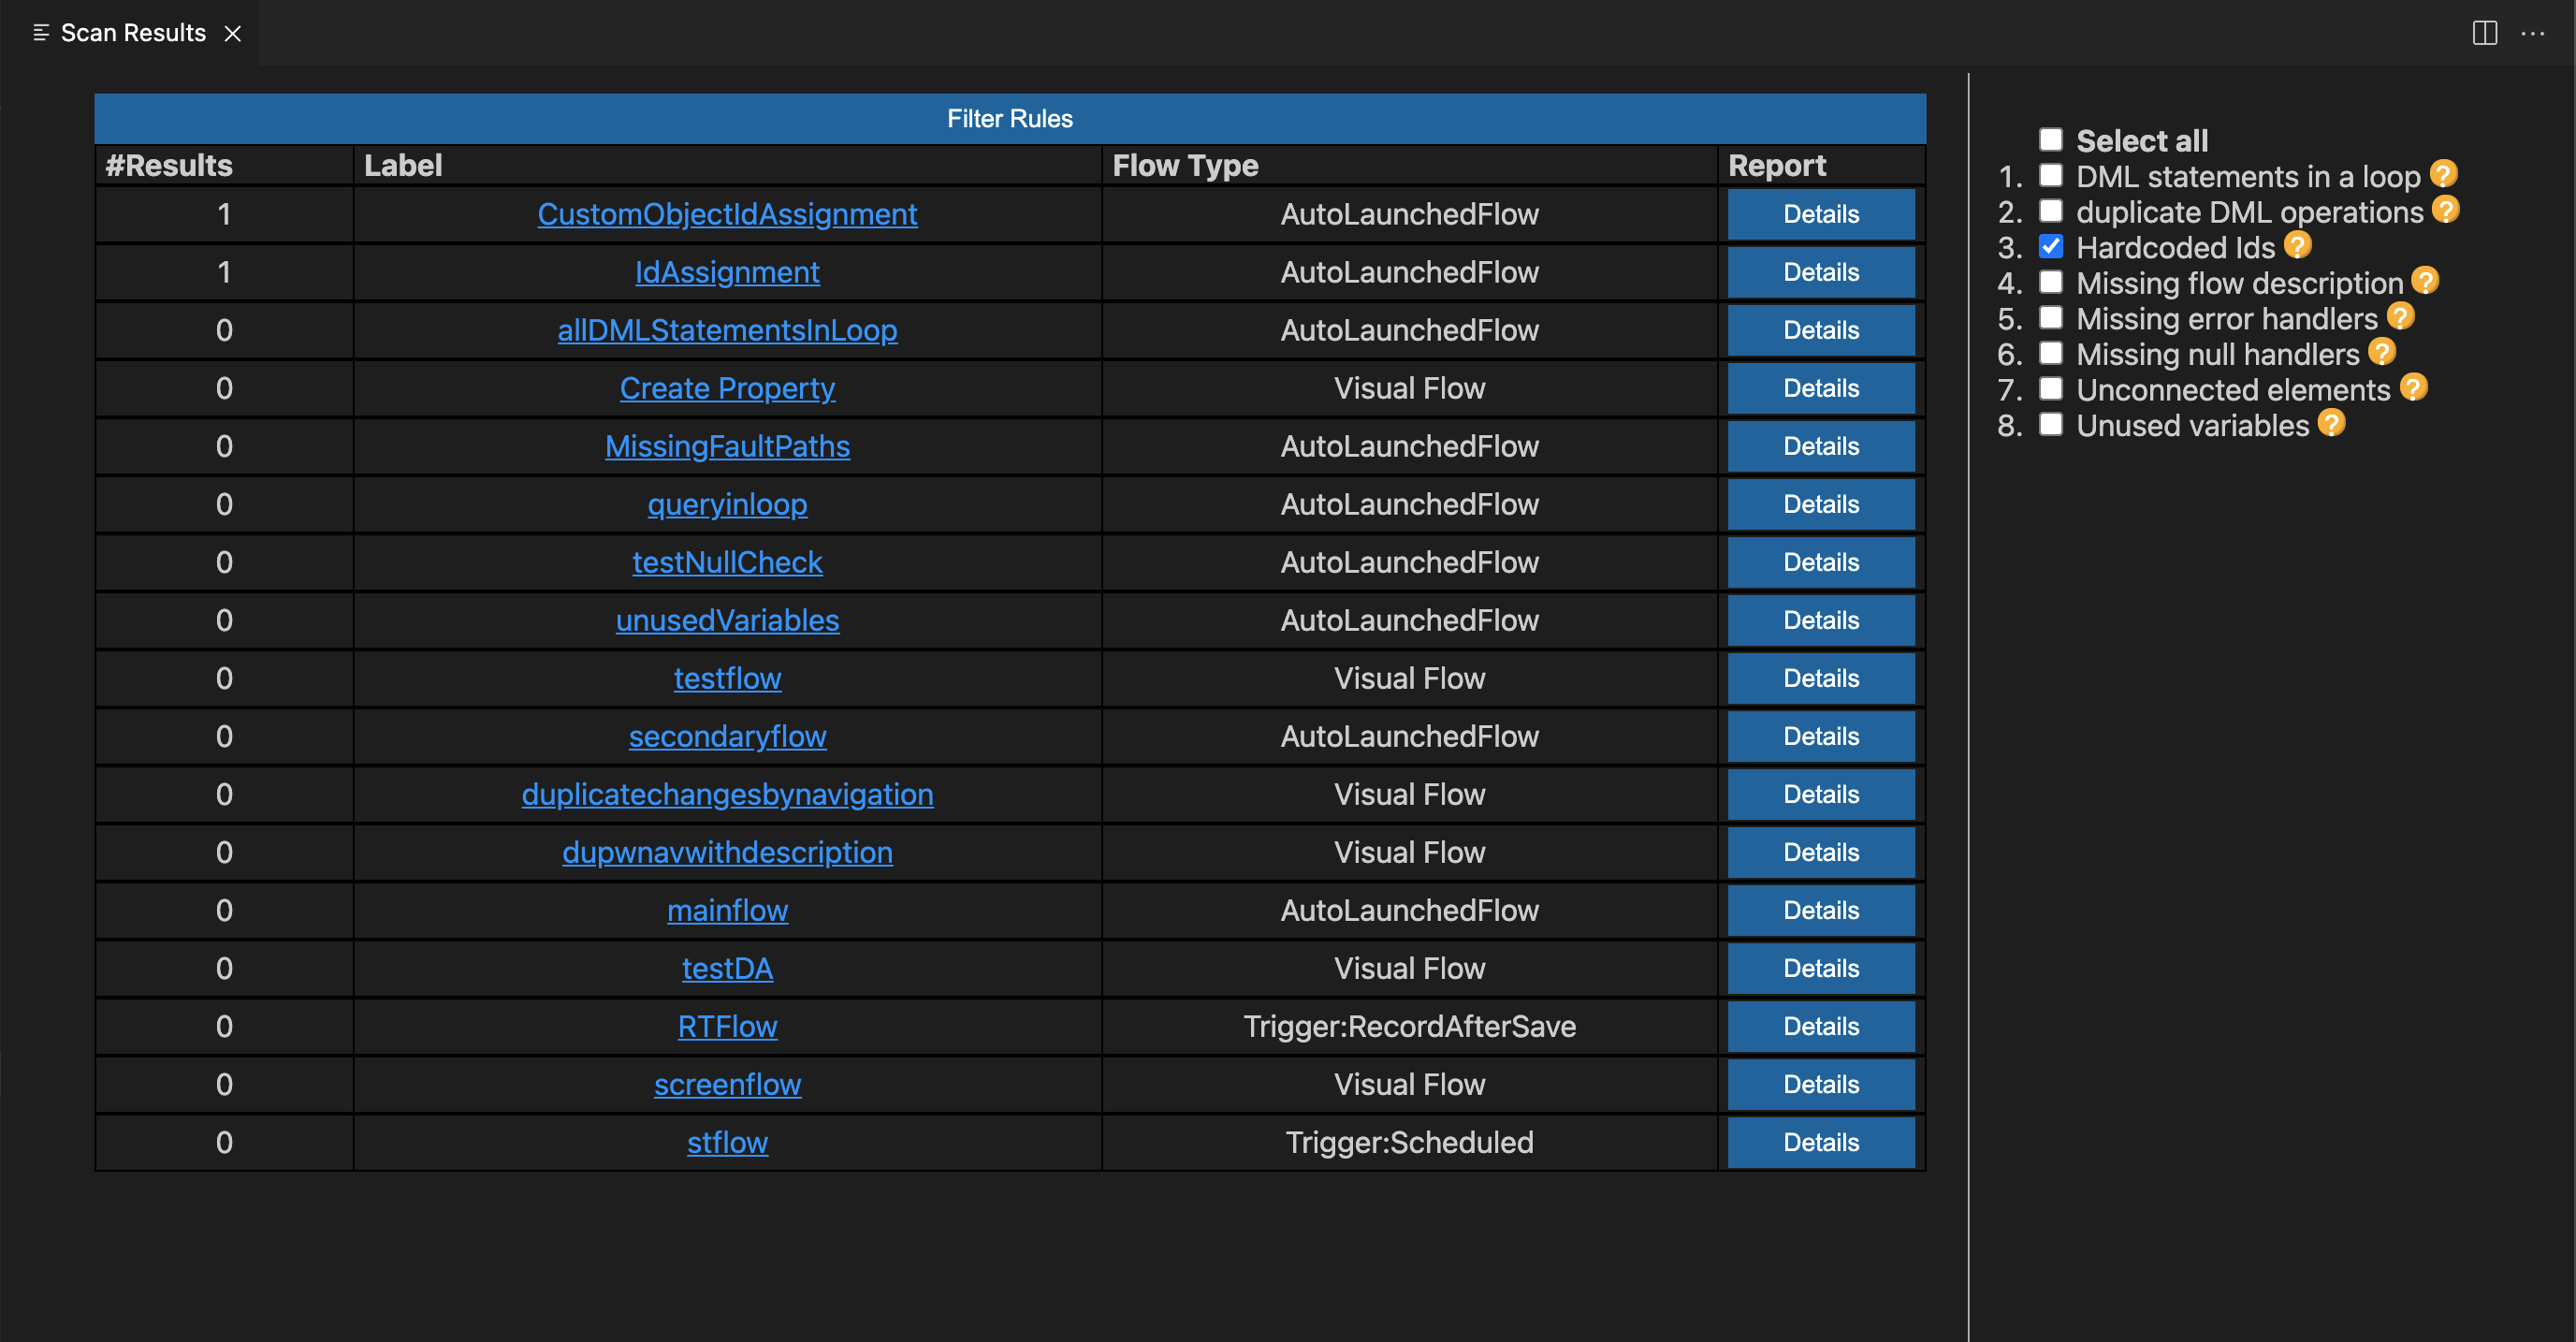 Scan Results
Filter Rules
#Results Label Flow Type Report
1 CustomObjectIdAssignment AutoLaunchedFlow Details
1 IdAssignment AutoLaunchedFlow Details
0 allDMLStatementsInLoop AutoLaunchedFlow Details
0 Create Property Visual Flow Details
0 MissingFaultPaths AutoLaunchedFlow Details
0 queryinloop AutoLaunchedFlow Details
0 testNullCheck AutoLaunchedFlow Details
0 unusedVariables AutoLaunchedFlow Details
0 testflow Visual Flow Details
0 secondaryflow AutoLaunchedFlow Details
0 duplicatechangesbynavigation Visual Flow Details
0 dupwnavwithdescription Visual Flow Details
0 mainflow AutoLaunchedFlow Details
0 testDA Visual Flow Details
0 RTFlow Trigger:RecordAfterSave Details
0 screenflow Visual Flow Details
0 stflow Trigger:Scheduled Details
Select all
1. DML statements in a loop ?
2. duplicate DML operations ?
3. Hardcoded Ids ?
4. Missing flow description ?
5. Missing error handlers ?
6. Missing null handlers ?
7. Unconnected elements ?
8. Unused variables ?